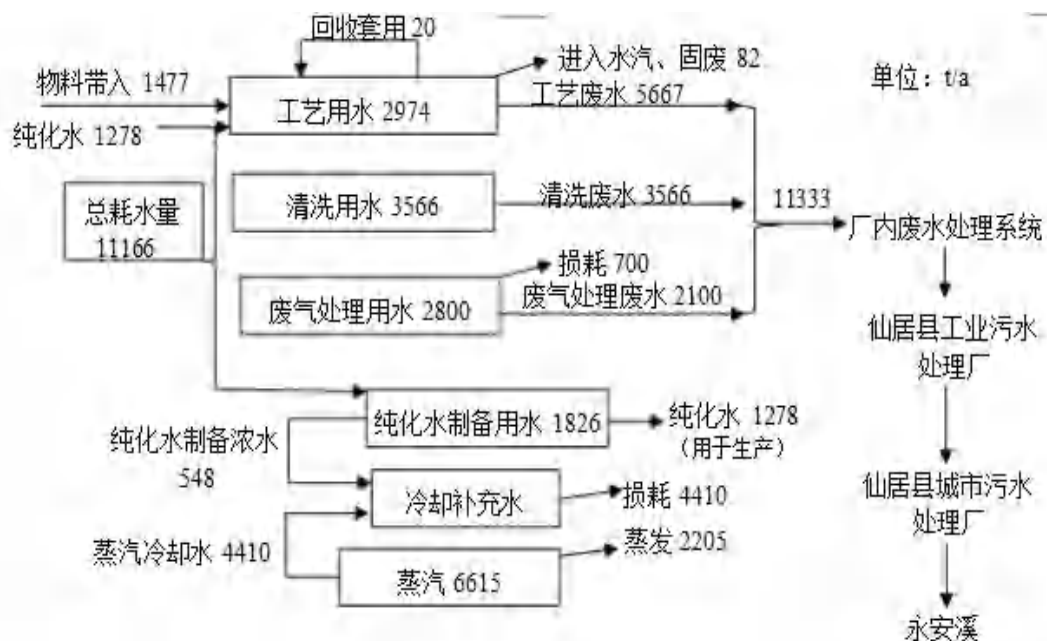 回收套用 20
进入水汽、固废 82
物料带入 1477
工艺用水 2974
工艺废水 5667
单位：t/a
纯化水 1278
总耗水量
11166
清洗用水 3566
清洗废水 3566
11333
厂内废水处理系统
损耗 700
废气处理用水 2800
废气处理废水 2100
仙居县工业污水
处理厂
纯化水制备用水 1826
纯化水 1278
（用于生产）
纯化水制备浓水
548
冷却补充水
损耗 4410
仙居县城市污水
处理厂
蒸汽冷却水 4410
蒸发 2205
蒸汽 6615
永安溪